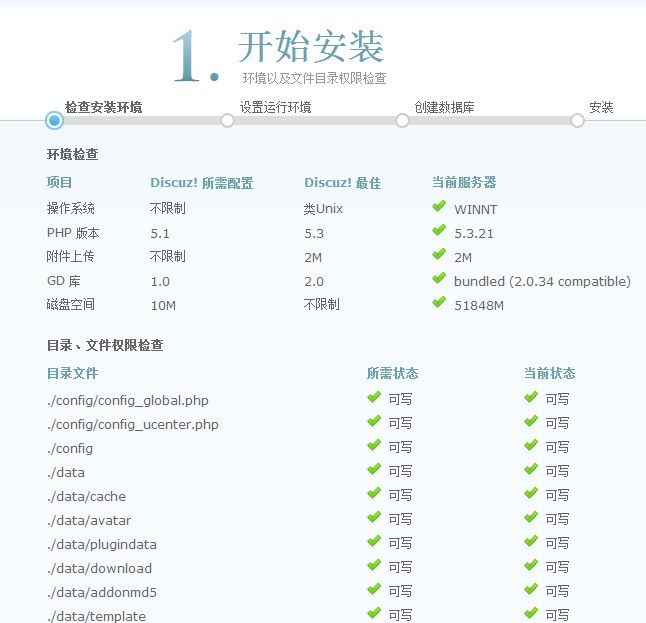 1. 开始安装
环境以及文件目录权限检查
检查安装环境 设置运行环境 创建数据库 安装
环境检查
项目 Discuz! 所需配置 Discuz! 最佳 当前服务器
操作系统 不限制 类Unix WINNT
PHP 版本 5.1 5.3 5.3.21
附件上传 不限制 2M 2M
GD 库 1.0 2.0 bundled (2.0.34 compatible)
磁盘空间 10M 不限制 51848M
目录、文件权限检查
目录文件 所需状态 当前状态
./config/config_global.php 可写 可写
./config/config_ucenter.php 可写 可写
./config 可写 可写
./data 可写 可写
./data/cache 可写 可写
./data/avatar 可写 可写
./data/plugindata 可写 可写
./data/download 可写 可写
./data/addonmd5 可写 可写
./data/template 可写 可写